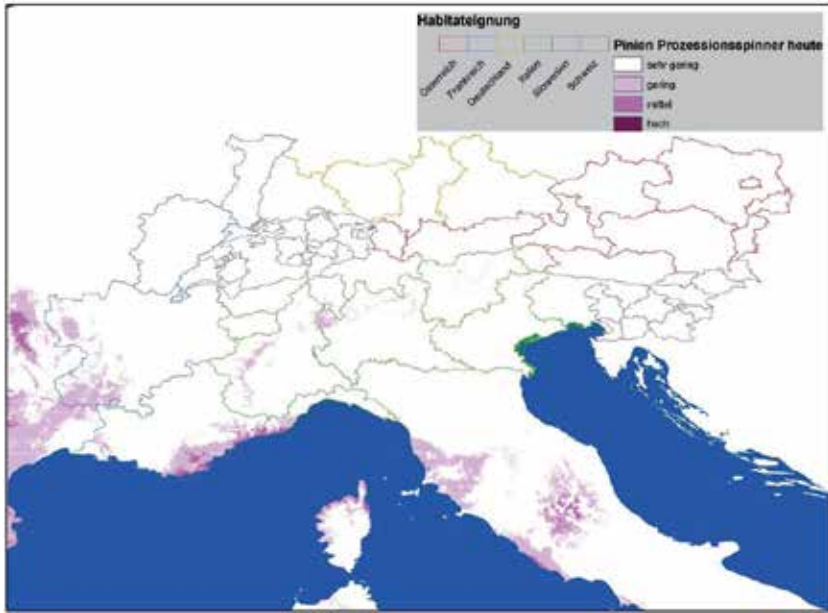 Habitateignung
Österreich
Frankreich
Deutschland
Italien
Slowenien
Schweiz
Pinien Prozessionsspinner heute
sehr gering
gering
mittel
hoch